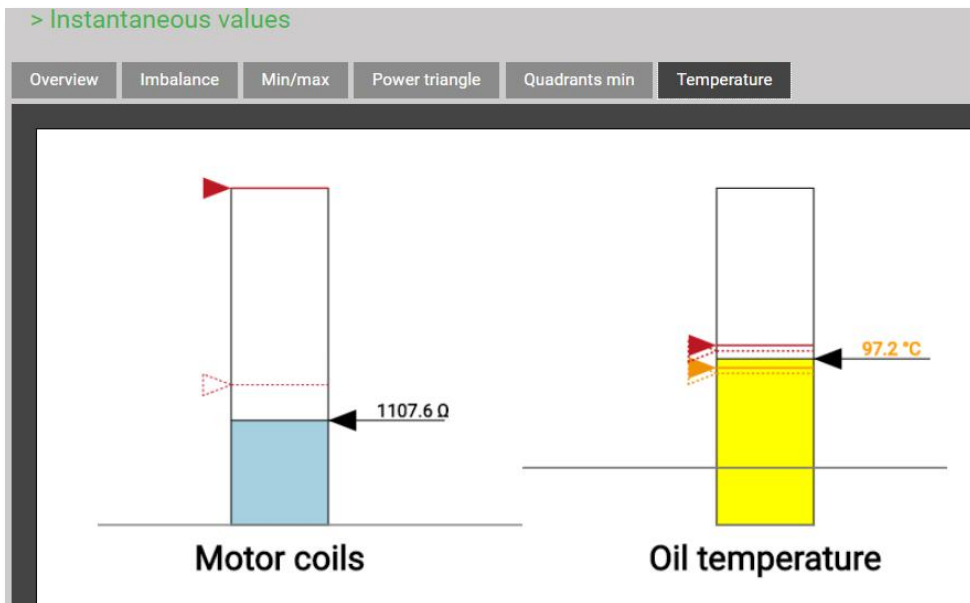 > Instantaneous values
Overview
Imbalance
Min/max
Power triangle
Quadrants min
Temperature
1107.6 Ω
97.2 °C
Motor coils
Oil temperature